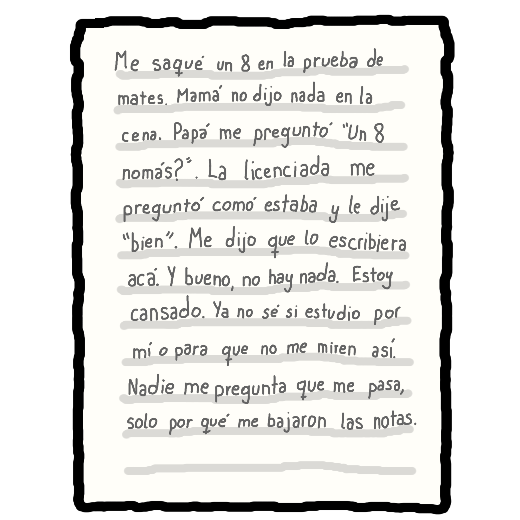 Me saqué un 8 en la prueba de
mates. Mamá no dijo nada en la
cena. Papá me preguntó "Un 8
nomás?". La licenciada me
preguntó comó estaba y le dije
"bien". Me dijo que lo escribiera
acá. Y bueno, no hay nada. Estoy
cansado. Ya no sé si estudio por
mí o para que no me miren así.
Nadie me pregunta que me pasa,
solo por qué me bajaron las notas.